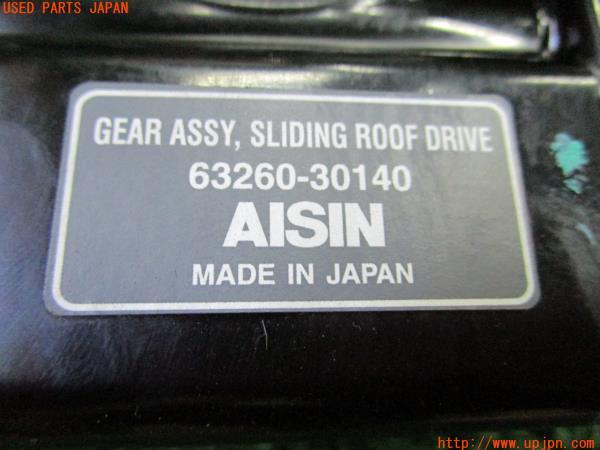 USED PARTS JAPAN
GEAR ASSY, SLIDING ROOF DRIVE
63260-30140
AISIN
MADE IN JAPAN
http://www.upjpn.com